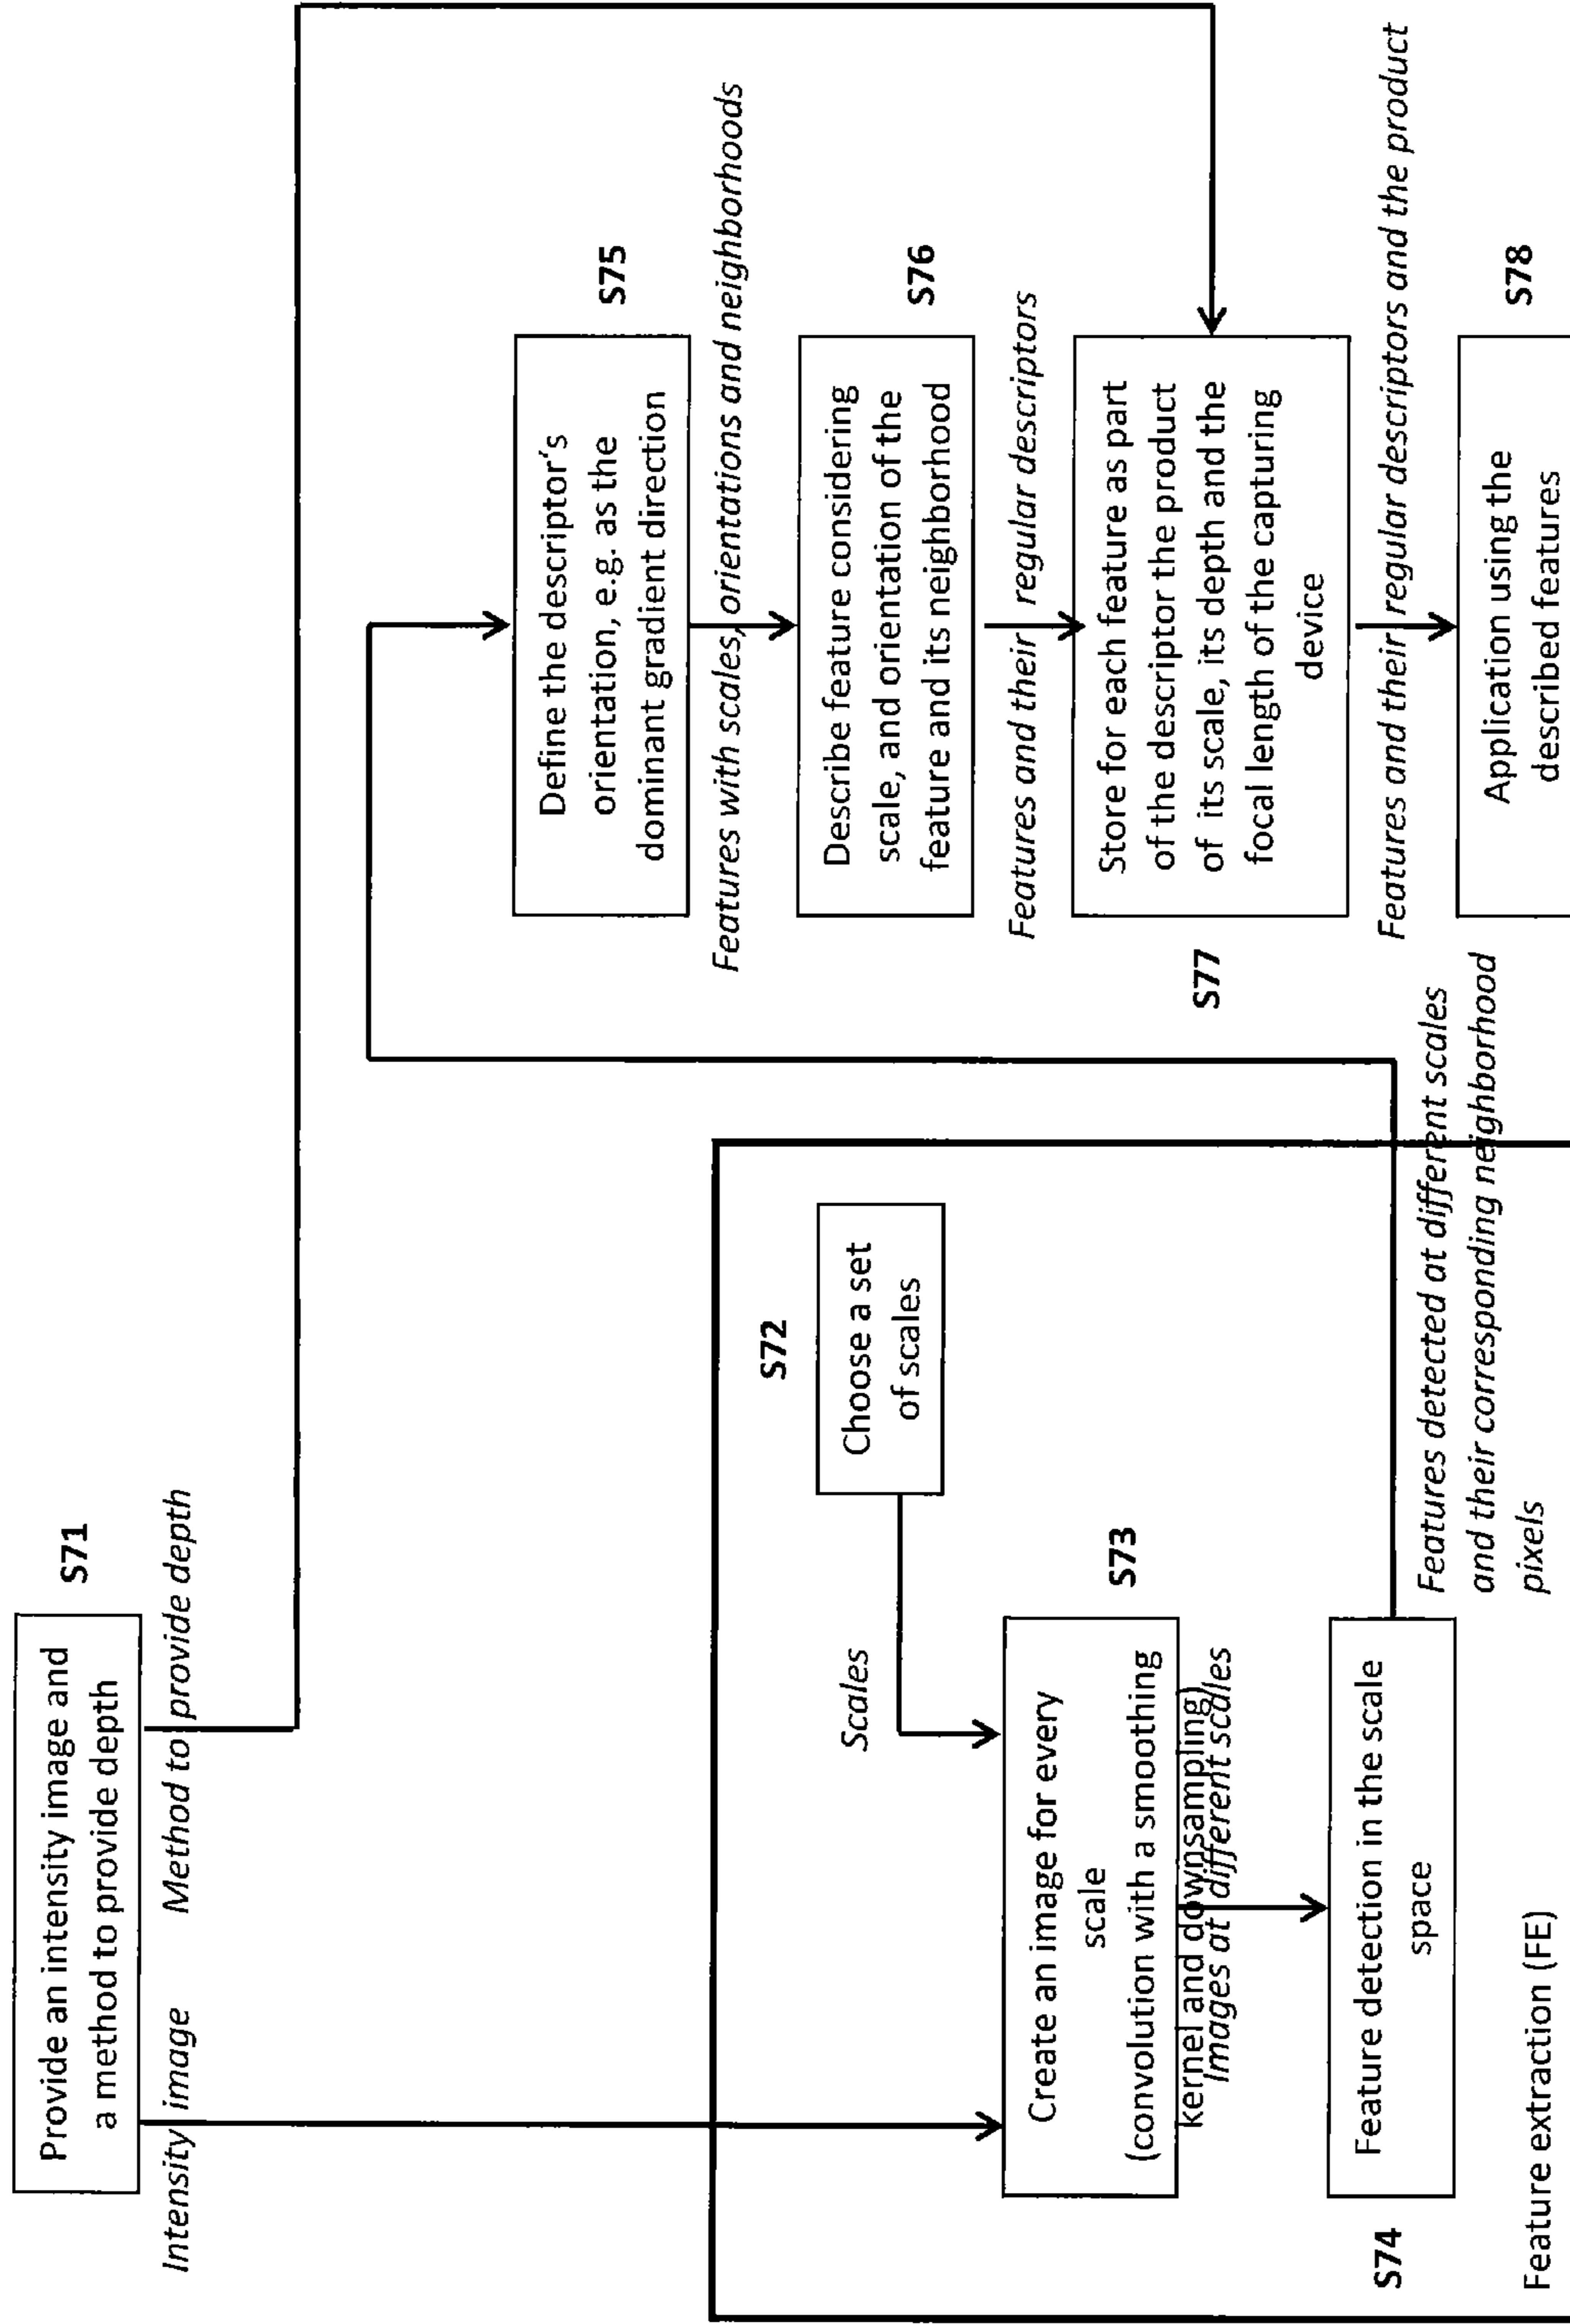 S71
Provide an intensity image and
a method to provide depth
Intensity image
Method to provide depth
S72
Choose a set
of scales
Scales
S73
Create an image for every
scale
(convolution with a smoothing
kernel and downsampling)
Images at different scales
S74
Feature detection in the scale
space
Feature extraction (FE)
Features detected at different scales
and their corresponding neighborhood
pixels
S75
Define the descriptor's
orientation, e.g. as the
dominant gradient direction
Features with scales, orientations and neighborhoods
S76
Describe feature considering
scale, and orientation of the
feature and its neighborhood
Features and their regular descriptors
S77
Store for each feature as part
of the descriptor the product
of its scale, its depth and the
focal length of the capturing
device
Features and their regular descriptors and the product
S78
Application using the
described features